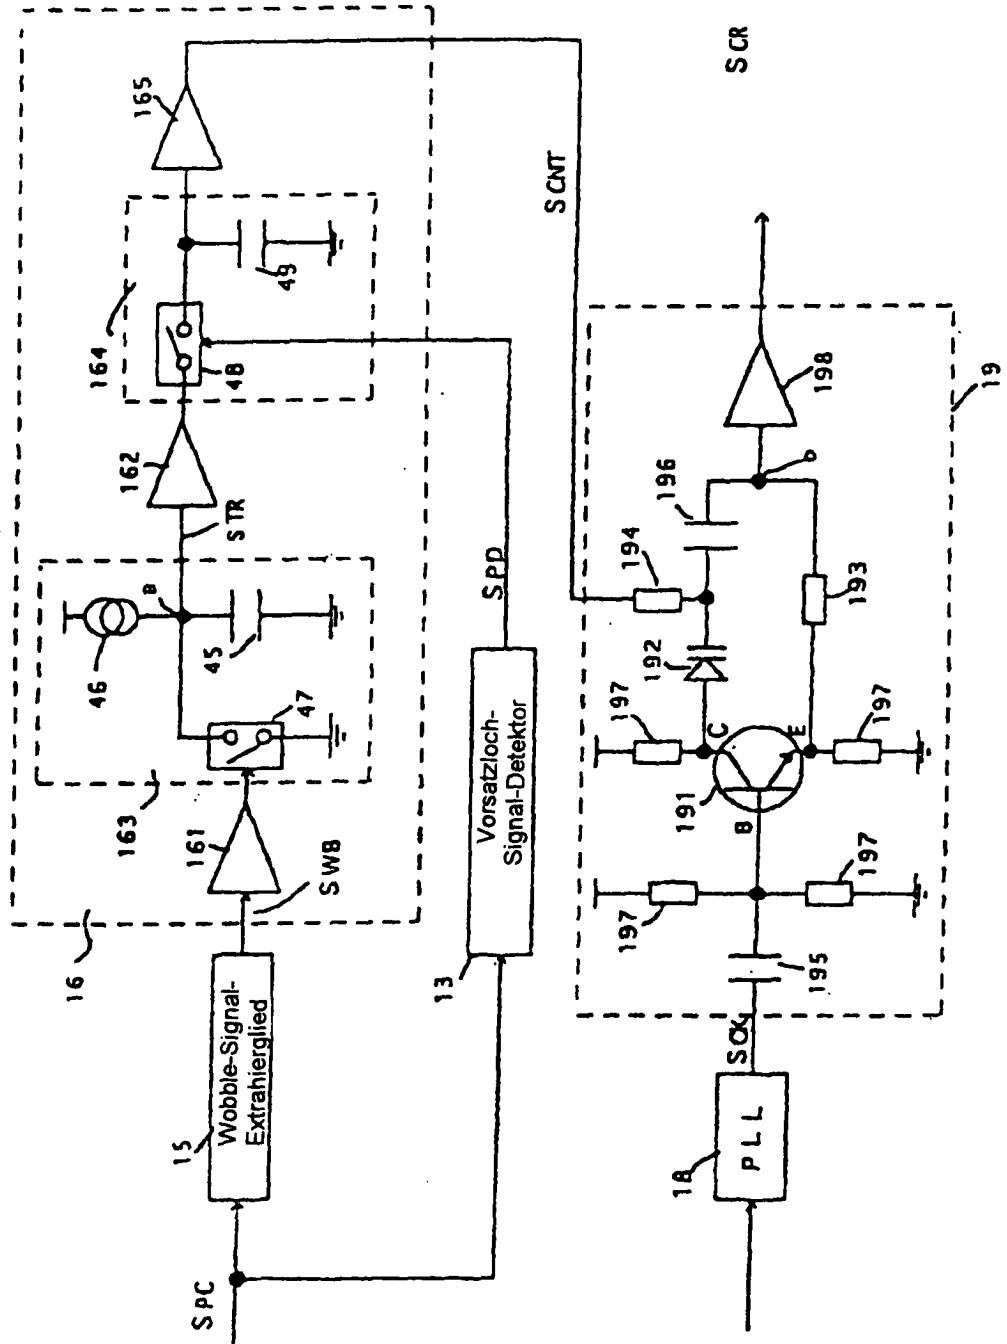 SPC
15
Wobble-Signal-
Extrahierglied
SWB
16
161
163
47
46
B
45
STR
162
164
48
49
165
13
Vorsatzloch-
Signal-Detektor
SPD
SCNT
SCR
18
PLL
SCK
195
197
197
B
191
C
E
197
197
192
194
196
193
D
198
19